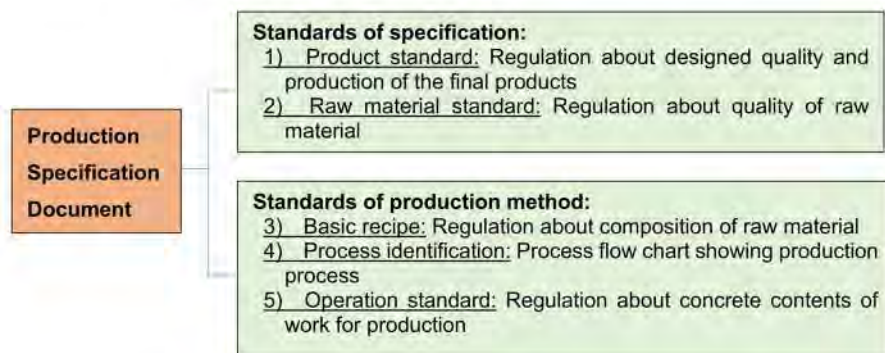 Production
Specification
Document
Standards of specification:
1) Product standard: Regulation about designed quality and
production of the final products
2) Raw material standard: Regulation about quality of raw
material
Standards of production method:
3) Basic recipe: Regulation about composition of raw material
4) Process identification: Process flow chart showing production
process
5) Operation standard: Regulation about concrete contents of
work for production